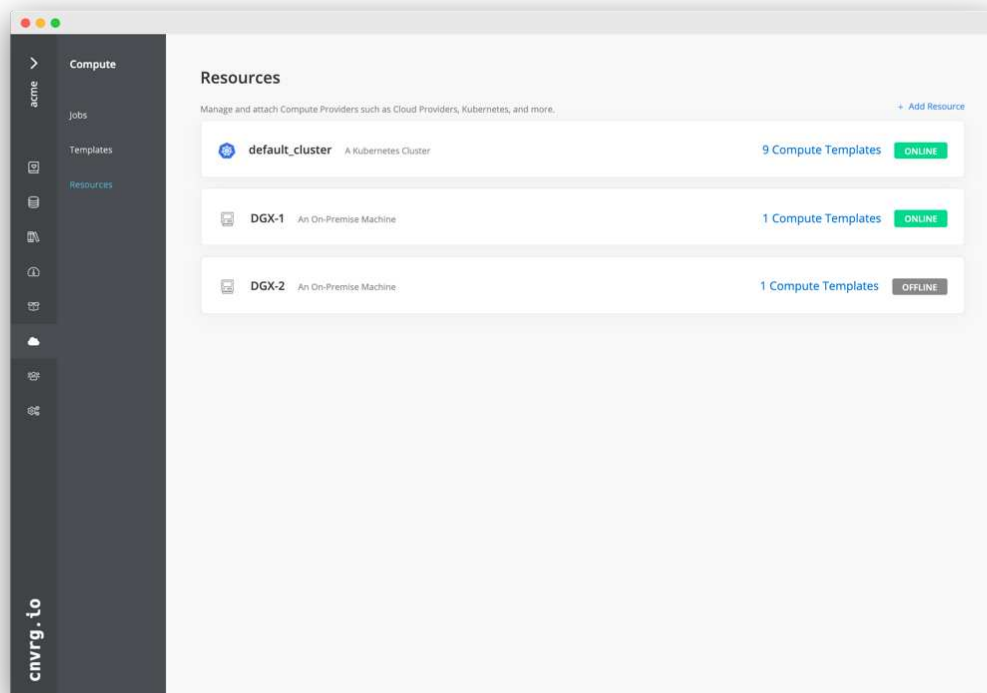 acme
cnvrg.io
Compute
Jobs
Templates
Resources
Resources
Manage and attach Compute Providers such as Cloud Providers, Kubernetes, and more.
+ Add Resource
default_cluster A Kubernetes Cluster 9 Compute Templates ONLINE
DGX-1 An On-Premise Machine 1 Compute Templates ONLINE
DGX-2 An On-Premise Machine 1 Compute Templates OFFLINE